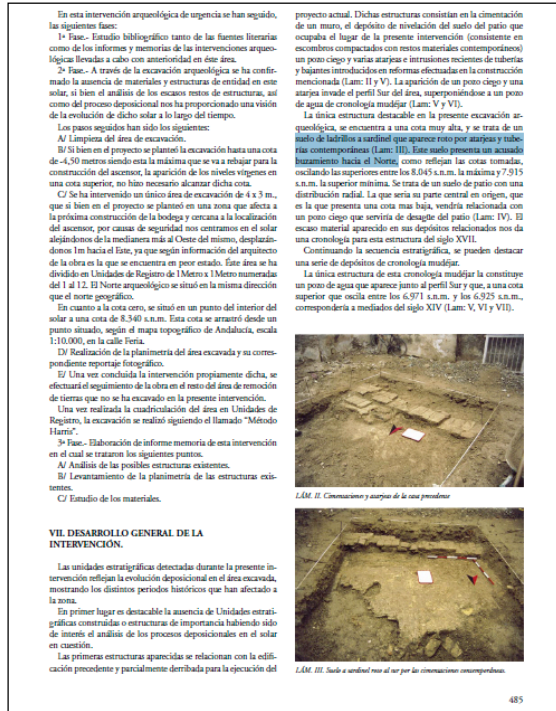 En esta intervención arqueológica de urgencia se han seguido,
las siguientes fases:
1ª Fase.- Estudio bibliográfico tanto de las fuentes literarias
como de los informes y memorias de las intervenciones arqueo-
lógicas llevadas a cabo con anterioridad en éste área.
2ª Fase.- A través de la excavación arqueológica se ha confir-
mado la ausencia de materiales y estructuras de entidad en este
solar, si bien el análisis de los escasos restos de estructuras, así
como del proceso deposicional nos ha proporcionado una visión
de la evolución de dicho solar a lo largo del tiempo.
Los pasos seguidos han sido los siguientes:
A/ Limpieza del área de excavación.
B/ Si bien en el proyecto se planteó la excavación hasta una cota
de -4,50 metros siendo esta la máxima que se va a rebajar para la
construcción del ascensor, la aparición de los niveles vírgenes en
una cota superior, no hizo necesario alcanzar dicha cota.
C/ Se ha intervenido un único área de excavación de 4 x 3 m.,
que si bien en el proyecto se planteó en una zona que afecta a
la próxima construcción de la bodega y cercana a la localización
del ascensor, por causas de seguridad nos centramos en el solar
alejándonos de la medianera más al Oeste del mismo, desplazán-
donos 1m hacia el Este, ya que según información del arquitecto
de la obra es la que se encuentra en peor estado. Este área se ha
dividido en Unidades de Registro de 1Metro x 1Metro numeradas
del 1 al 12. El Norte arqueológico se situó en la misma dirección
que el norte geográfico.
En cuanto a la cota cero, se situó en un punto del interior del
solar a una cota de 8.340 s.n.m. Esta cota se arrastró desde un
punto situado, según el mapa topográfico de Andalucía, escala
1:10.000, en la calle Feria.
D/ Realización de la planimetría del área excavada y su corres-
pondiente reportaje fotográfico.
E/ Una vez concluida la intervención propiamente dicha, se
efectuará el seguimiento de la obra en el resto del área de remoción
de tierras que no se ha excavado en la presente intervención.
Una vez realizada la cuadriculación del área en Unidades de
Registro, la excavación se realizó siguiendo el llamado "Método
Harris".
3ª Fase.- Elaboración de informe memoria de esta intervención
en el cual se trataron los siguientes puntos.
A/ Análisis de las posibles estructuras existentes.
B/ Levantamiento de la planimetría de las estructuras exis-
tentes.
C/ Estudio de los materiales.
VII. DESARROLLO GENERAL DE LA
INTERVENCIÓN.
Las unidades estratigráficas detectadas durante la presente in-
tervención reflejan la evolución deposicional en el área excavada,
mostrando los distintos periodos históricos que han afectado a
la zona.
En primer lugar es destacable la ausencia de Unidades estrati-
gráficas construidas o estructuras de importancia habiendo sido
de interés el análisis de los procesos deposicionales en el solar
en cuestión.
Las primeras estructuras aparecidas se relacionan con la edifi-
cación precedente y parcialmente derribada para la ejecución del
proyecto actual. Dichas estructuras consistían en la cimentación
de un muro, el depósito de nivelación del suelo del patio que
ocupaba el lugar de la presente intervención (consistente en
escombros compactados con restos materiales contemporáneos)
un pozo ciego y varias atarjeas e intrusiones recientes de tuberías
y bajantes introducidos en reformas efectuadas en la construcción
mencionada (Lam: II y V). La aparición de un pozo ciego y una
atarjea invade el perfil Sur del área, superponiéndose a un pozo
de agua de cronología mudéjar (Lam: V y VI).
La única estructura destacable en la presente excavación ar-
queológica, se encuentra a una cota muy alta, y se trata de un
suelo de ladrillos a sardinel que aparece roto por atarjeas y tube-
rías contemporáneas (Lam: III). Este suelo presenta un acusado
buzamiento hacia el Norte, como reflejan las cotas tomadas,
oscilando las superiores entre los 8.045 s.n.m. la máxima y 7.915
s.n.m. la superior mínima. Se trata de un suelo de patio con una
distribución radial. La que sería su parte central en origen, que
es la que presenta una cota mas baja, vendría relacionada con
un pozo ciego que serviría de desagüe del patio (Lam: IV). El
escaso material aparecido en sus depósitos relacionados nos da
una cronología para esta estructura del siglo XVII.
Continuando la secuencia estratigráfica, se pueden destacar
una serie de depósitos de cronología mudéjar.
La única estructura de esta cronología mudéjar la constituye
un pozo de agua que aparece junto al perfil Sur y que, a una cota
superior que oscila entre los 6.971 s.n.m. y los 6.925 s.n.m.,
correspondería a mediados del siglo XIV (Lam: V, VI y VII).
LÁM. II. Cimentaciones y atarjeas de la casa precedente
LÁM. III. Suelo a sardinel roto al sur por las cimentaciones contemporáneas.
485